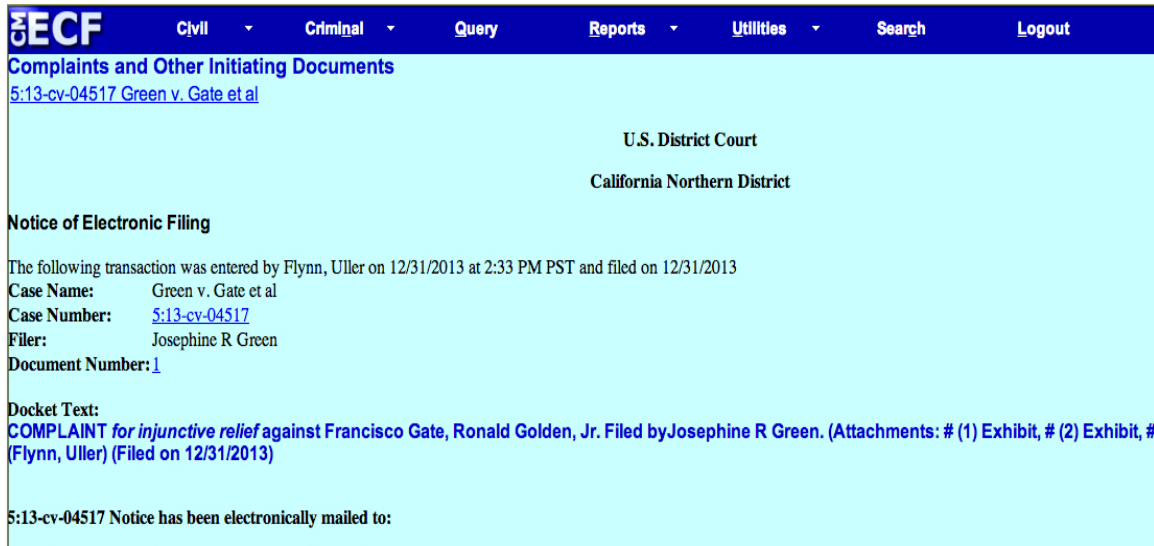 CM ECF Civil Criminal Query Reports Utilities Search Logout
Complaints and Other Initiating Documents
5:13-cv-04517 Green v. Gate et al
U.S. District Court
California Northern District
Notice of Electronic Filing
The following transaction was entered by Flynn, Uller on 12/31/2013 at 2:33 PM PST and filed on 12/31/2013
Case Name: Green v. Gate et al
Case Number: 5:13-cv-04517
Filer: Josephine R Green
Document Number: 1
Docket Text:
COMPLAINT for injunctive relief against Francisco Gate, Ronald Golden, Jr. Filed byJosephine R Green. (Attachments: # (1) Exhibit, # (2) Exhibit, #
(Flynn, Uller) (Filed on 12/31/2013)
5:13-cv-04517 Notice has been electronically mailed to: